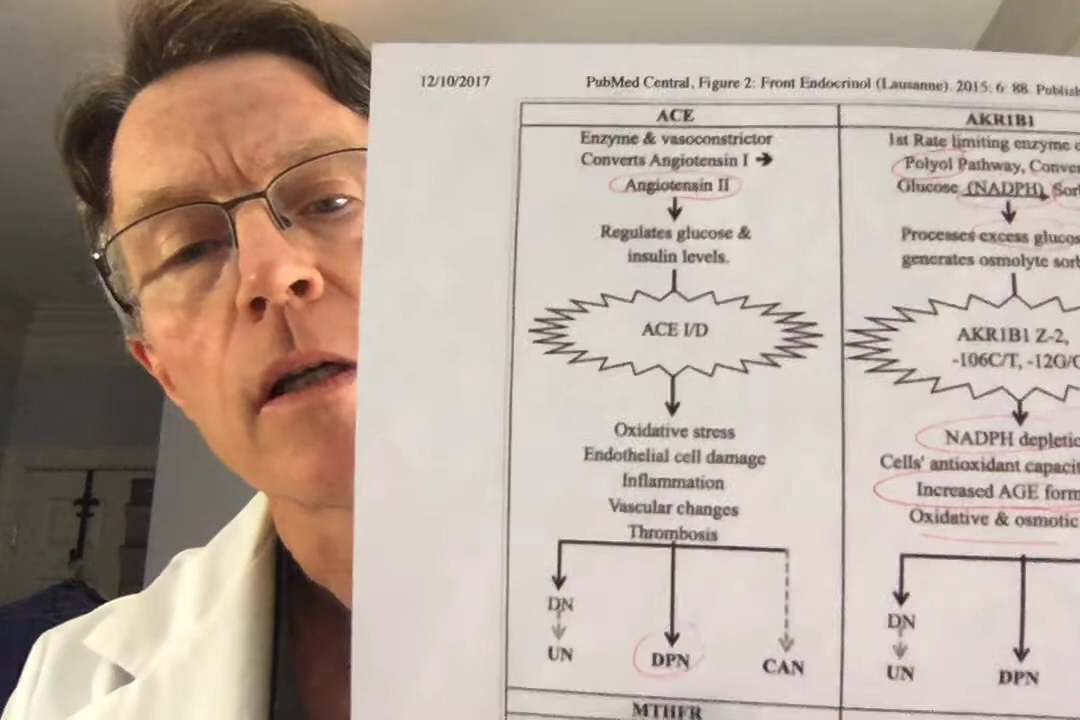 12/10/2017
PubMed Central, Figure 2: Front Endocrinol (Lausanne). 2015; 6: 88.
ACE
Enzyme & vasoconstrictor
Converts Angiotensin I ➔
Angiotensin II
Regulates glucose &
insulin levels.
ACE I/D
Oxidative stress
Endothelial cell damage
Inflammation
Vascular changes
Thrombosis
DN
UN
DPN
CAN
MTHFR
AKR1B1
1st Rate limiting enzyme
Polyol Pathway,
Glucose (NADPH)
Processes excess
generates osmolyte
AKR1B1 Z-2,
-106C/T,
NADPH
Cells' antioxidant
Increased AGE
Oxidative & osmotic
DN
UN
DPN